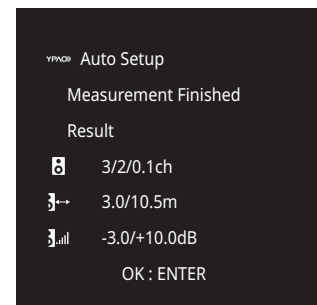 YPAO Auto Setup
Measurement Finished
Result
3/2/0.1ch
3.0/10.5m
-3.0/+10.0dB
OK : ENTER